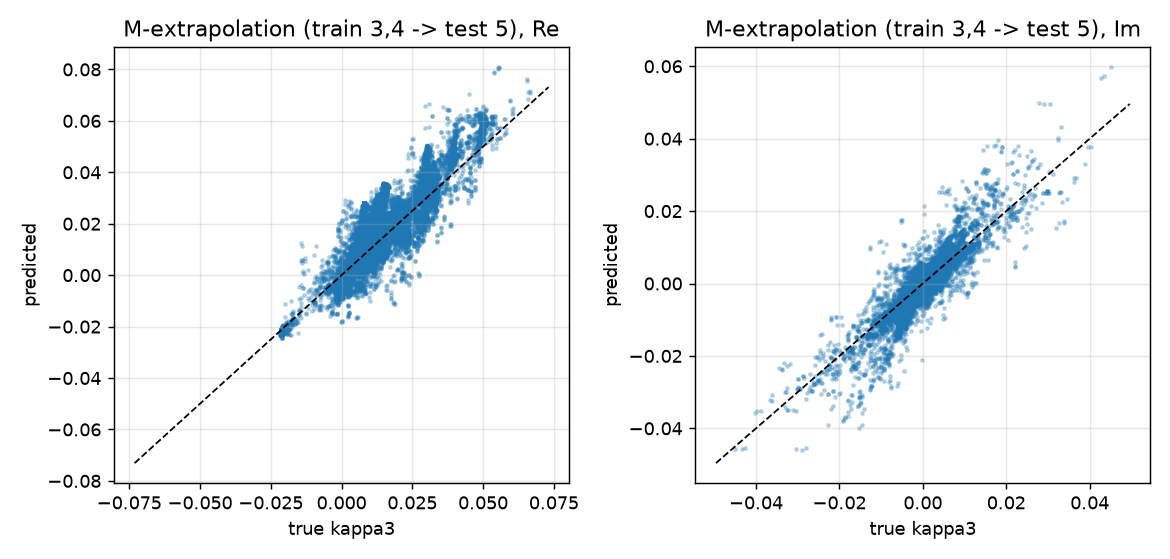 M-extrapolation (train 3,4 -> test 5), Re
0.08
0.06
0.04
0.02
0.00
−0.02
−0.04
−0.06
−0.08
predicted
−0.075 −0.050 −0.025 0.000 0.025 0.050 0.075
true kappa3
M-extrapolation (train 3,4 -> test 5), Im
0.06
0.04
0.02
0.00
−0.02
−0.04
predicted
−0.04 −0.02 0.00 0.02 0.04
true kappa3